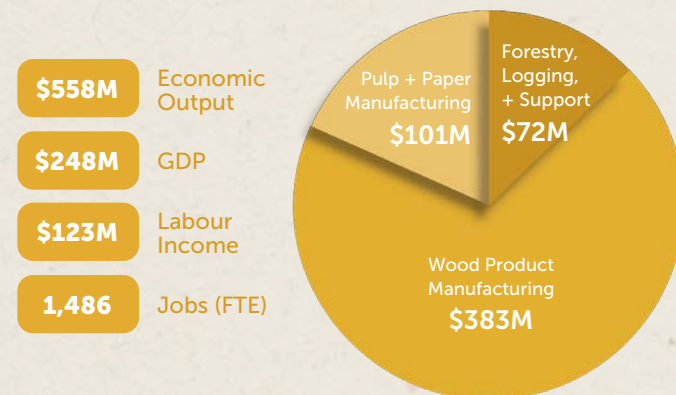 $558M
Economic
Output
$248M
GDP
$123M
Labour
Income
1,486
Jobs (FTE)
Pulp + Paper
Manufacturing
$101M
Forestry,
Logging,
+ Support
$72M
Wood Product
Manufacturing
$383M